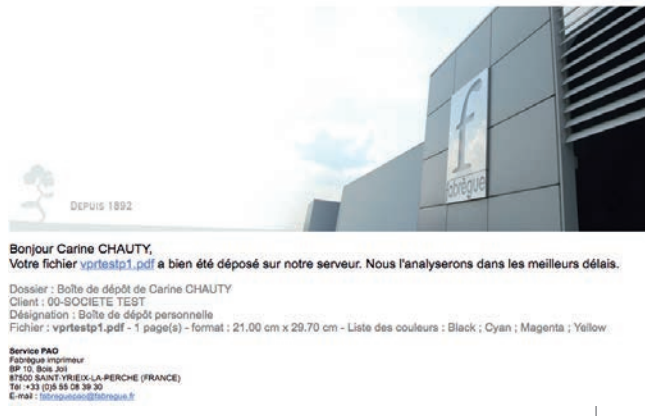 f
fabrègue
DEPUIS 1892
Bonjour Carine CHAUTY,
Votre fichier vprtestp1.pdf a bien été déposé sur notre serveur. Nous l'analyserons dans les meilleurs délais.
Dossier : Boîte de dépôt de Carine CHAUTY
Client : 00-SOCIETE TEST
Désignation : Boîte de dépôt personnelle
Fichier : vprtestp1.pdf - 1 page(s) - format : 21.00 cm x 29.70 cm - Liste des couleurs : Black ; Cyan ; Magenta ; Yellow
Service PAO
Fabrègue imprimeur
BP 10, Bois Joli
87500 SAINT-YRIEIX-LA-PERCHE (FRANCE)
Tél :+33 (0)5 55 08 39 30
E-mail : fabreguepao@fabregue.fr